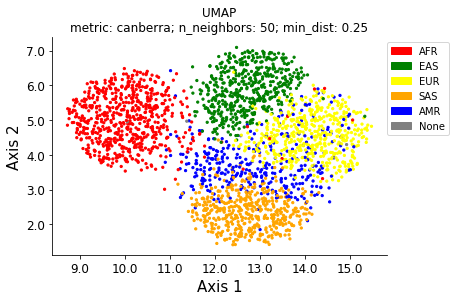 UMAP
metric: canberra; n_neighbors: 50; min_dist: 0.25
7.0
6.0
5.0
4.0
3.0
2.0
Axis 2
9.0 10.0 11.0 12.0 13.0 14.0 15.0
Axis 1
AFR
EAS
EUR
SAS
AMR
None